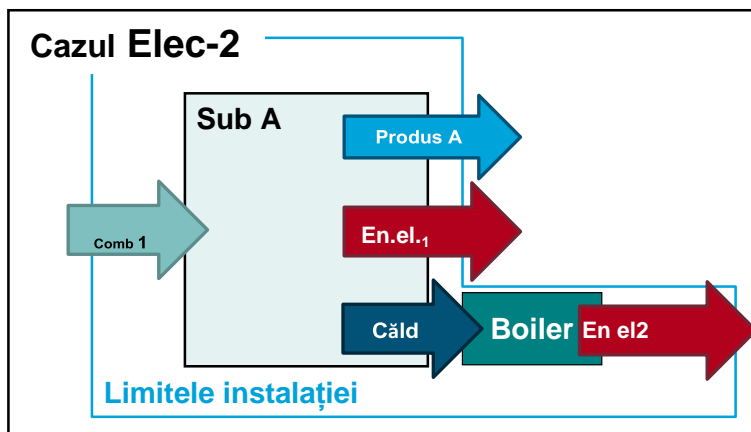 Cazul Elec-2
Sub A
Produs A
Comb 1
En.el.1
Căld
Boiler
En el2
Limitele instalației